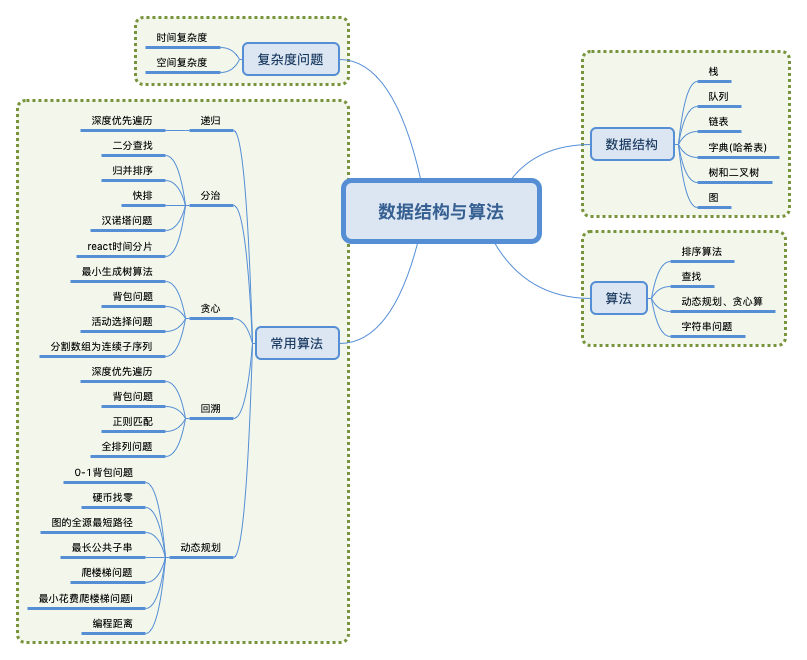 时间复杂度
空间复杂度
复杂度问题
深度优先遍历
递归
二分查找
归并排序
快排
汉诺塔问题
react时间分片
分治
最小生成树算法
背包问题
活动选择问题
分割数组为连续子序列
贪心
深度优先遍历
背包问题
正则匹配
全排列问题
回溯
0-1背包问题
硬币找零
图的全源最短路径
最长公共子串
爬楼梯问题
最小花费爬楼梯问题i
编程距离
动态规划
常用算法
数据结构与算法
数据结构
栈
队列
链表
字典(哈希表)
树和二叉树
图
算法
排序算法
查找
动态规划、贪心算
字符串问题